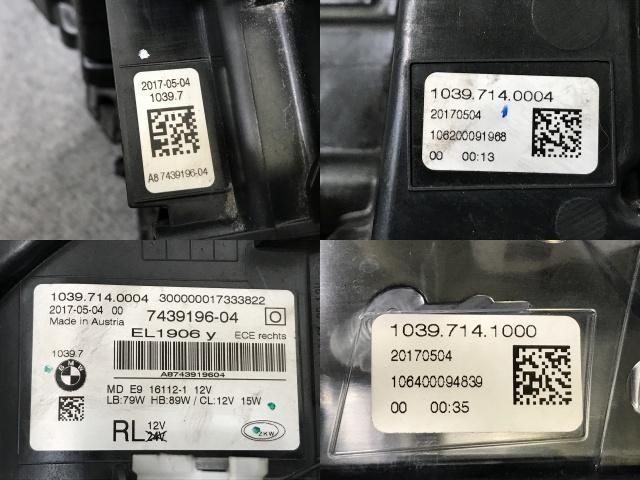 2017-05-04
1039.7
A8 7439196-04
1039.714.0004
20170504
106200091968
00 00:13
1039.714.0004 300000017333822
2017-05-04 00 7439196-04
Made in Austria
EL1906 y ECE rechts
1039.7
A8743919604
BMW
MD E9 16112-1 12V
LB:79W HB:89W / CL:12V 15W
RL 12V
24V
ZKW
1039.714.1000
20170504
106400094839
00 00:35